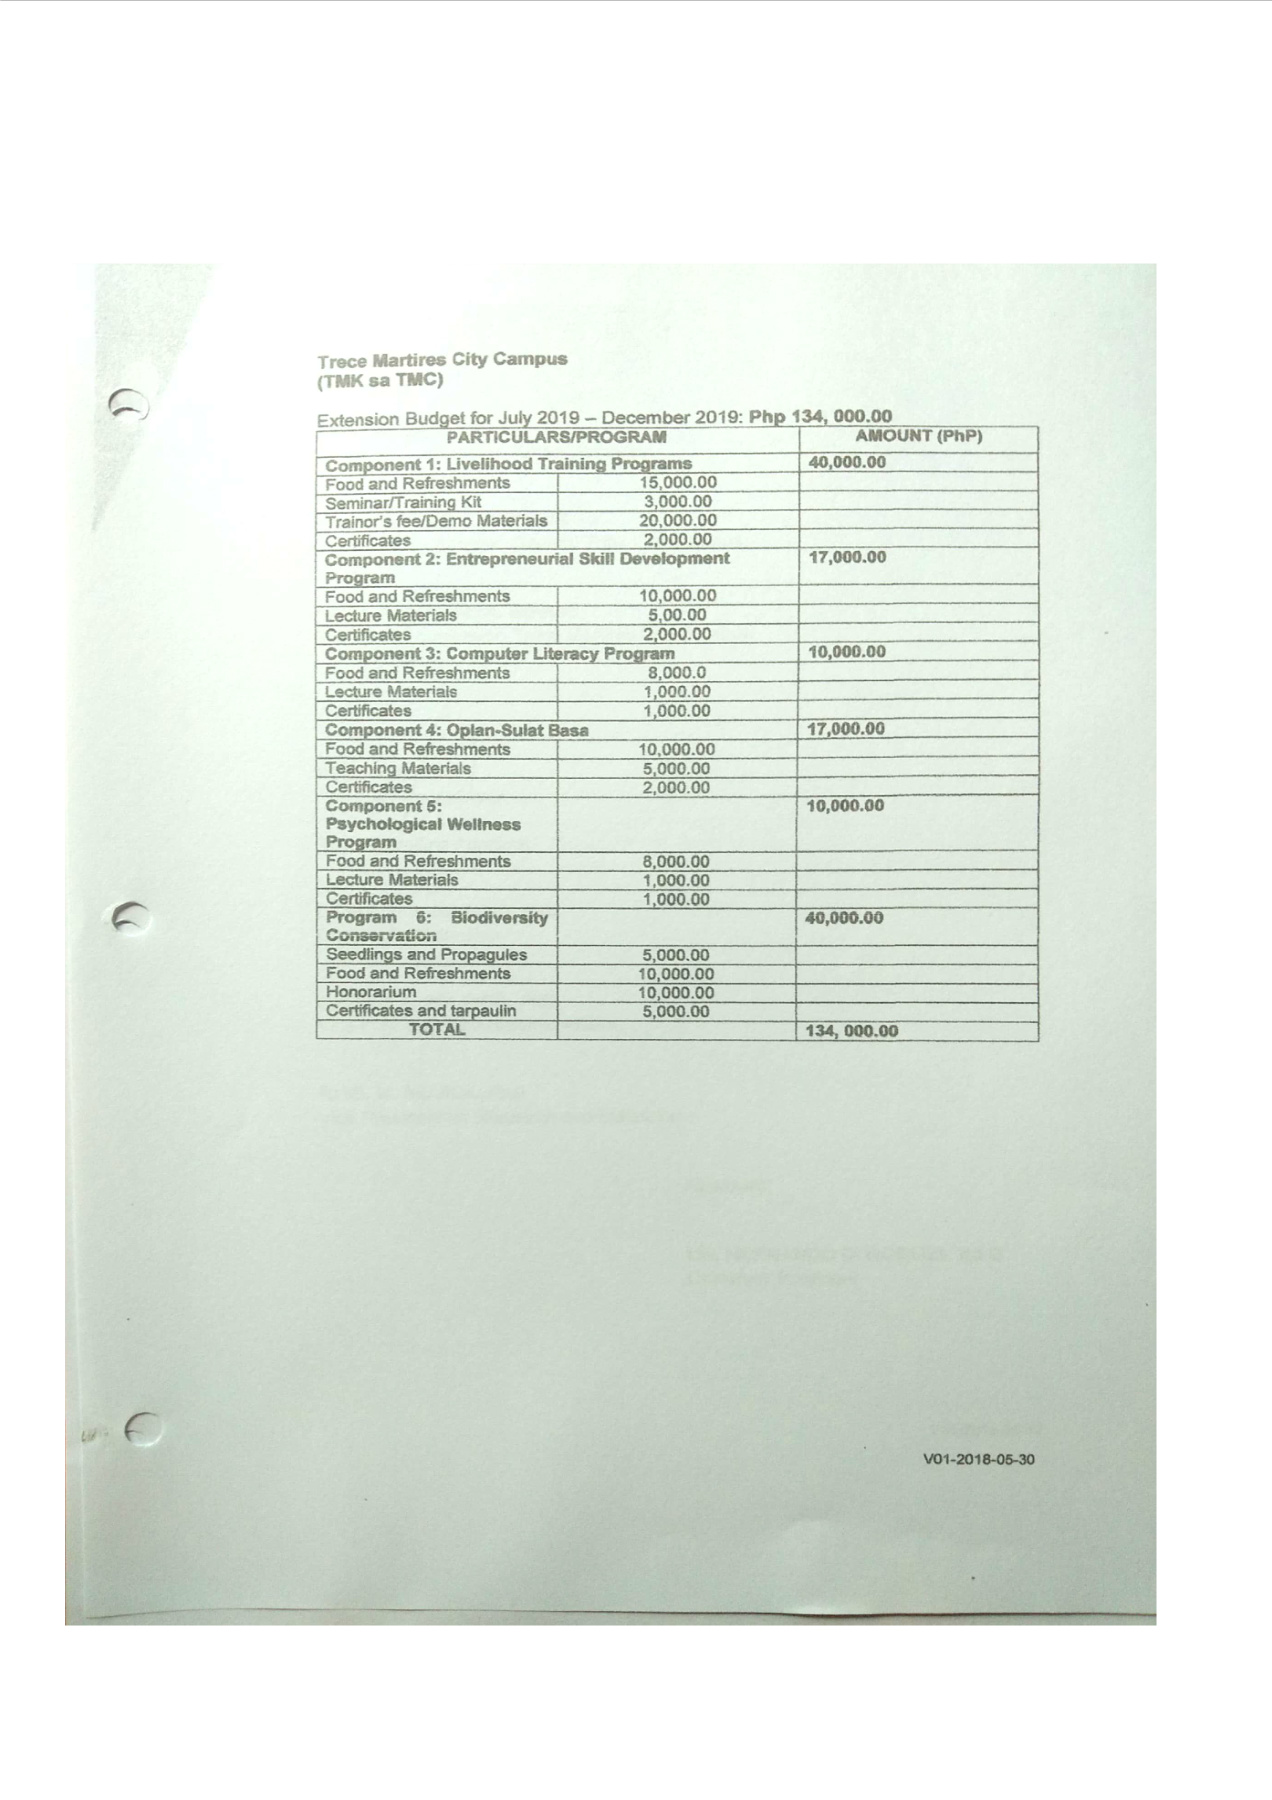 Trece Martires City Campus
(TMK sa TMC)
Extension Budget for July 2019 – December 2019: Php 134, 000.00
PARTICULARS/PROGRAM AMOUNT (PhP)
Component 1: Livelihood Training Programs 40,000.00
Food and Refreshments 15,000.00
Seminar/Training Kit 3,000.00
Trainor's fee/Demo Materials 20,000.00
Certificates 2,000.00
Component 2: Entrepreneurial Skill Development 17,000.00
Program
Food and Refreshments 10,000.00
Lecture Materials 5,00.00
Certificates 2,000.00
Component 3: Computer Literacy Program 10,000.00
Food and Refreshments 8,000.0
Lecture Materials 1,000.00
Certificates 1,000.00
Component 4: Oplan-Sulat Basa 17,000.00
Food and Refreshments 10,000.00
Teaching Materials 5,000.00
Certificates 2,000.00
Component 5: 10,000.00
Psychological Wellness
Program
Food and Refreshments 8,000.00
Lecture Materials 1,000.00
Certificates 1,000.00
Program 6: Biodiversity 40,000.00
Conservation
Seedlings and Propagules 5,000.00
Food and Refreshments 10,000.00
Honorarium 10,000.00
Certificates and tarpaulin 5,000.00
TOTAL 134, 000.00
V01-2018-05-30